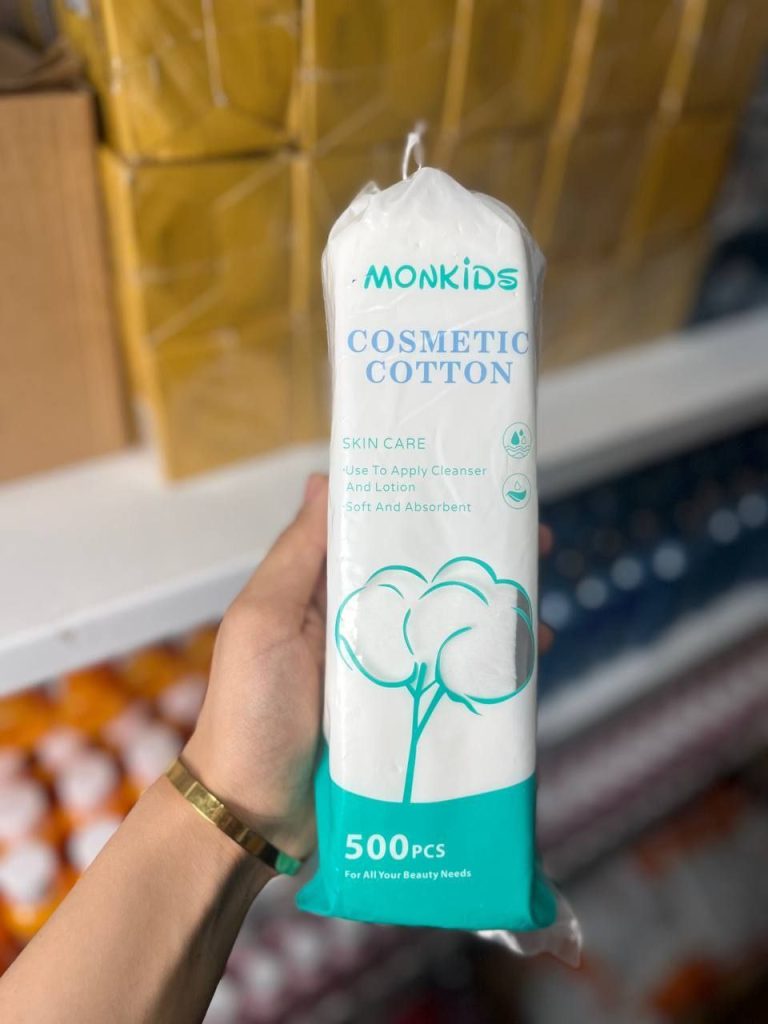 MONKiDS
COSMETIC
COTTON
SKIN CARE
·Use To Apply Cleanser
And Lotion
·Soft And Absorbent
500PCS
For All Your Beauty Needs